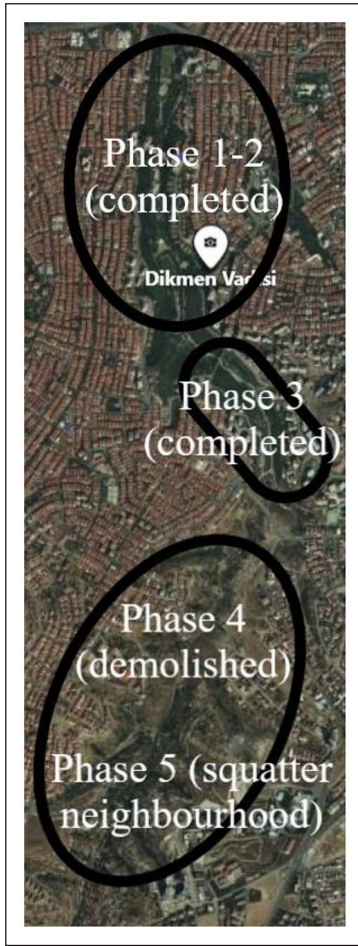 Phase 1-2
(completed)
Dikmen Vadisi
Phase 3
(completed)
Phase 4
(demolished)
Phase 5 (squatter
neighbourhood)